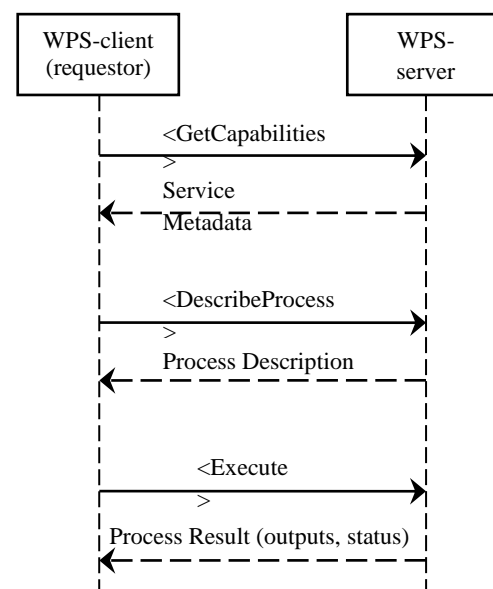 WPS-client
(requestor)
WPS-
server
<GetCapabilities
>
Service
Metadata
<DescribeProcess
>
Process Description
<Execute
>
Process Result (outputs, status)